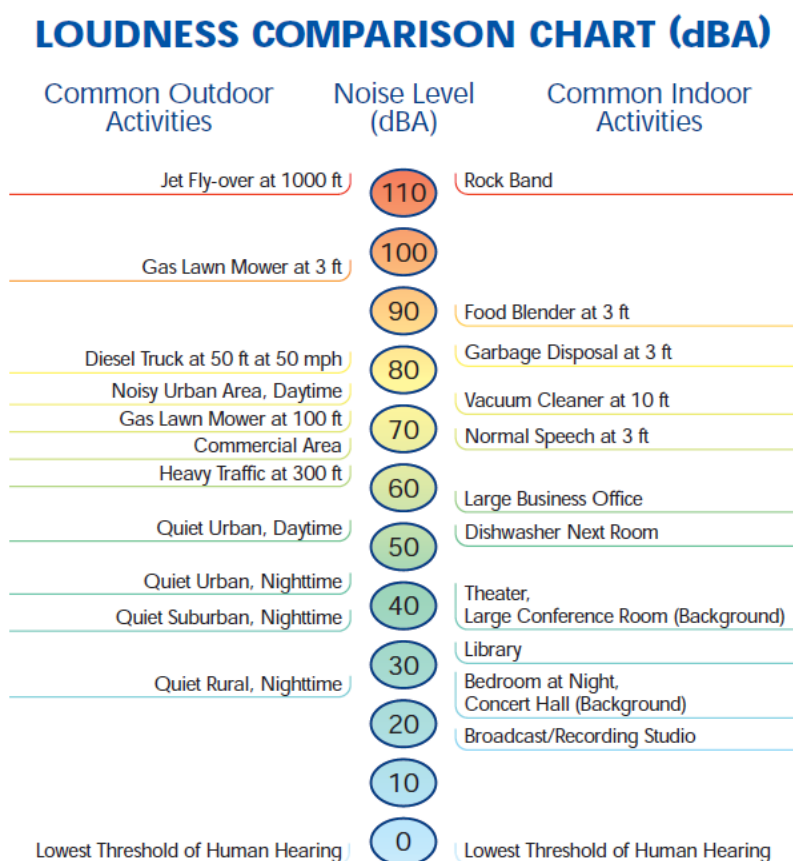 LOUDNESS COMPARISON CHART (dBA)
Common Outdoor
Activities
Noise Level
(dBA)
Common Indoor
Activities
Jet Fly-over at 1000 ft
110
Rock Band
100
Gas Lawn Mower at 3 ft
90
Food Blender at 3 ft
Diesel Truck at 50 ft at 50 mph
80
Garbage Disposal at 3 ft
Noisy Urban Area, Daytime
Vacuum Cleaner at 10 ft
Gas Lawn Mower at 100 ft
70
Normal Speech at 3 ft
Commercial Area
Heavy Traffic at 300 ft
60
Large Business Office
Quiet Urban, Daytime
50
Dishwasher Next Room
Quiet Urban, Nighttime
40
Theater,
Large Conference Room (Background)
Quiet Suburban, Nighttime
Library
30
Quiet Rural, Nighttime
Bedroom at Night,
Concert Hall (Background)
20
Broadcast/Recording Studio
10
Lowest Threshold of Human Hearing
0
Lowest Threshold of Human Hearing